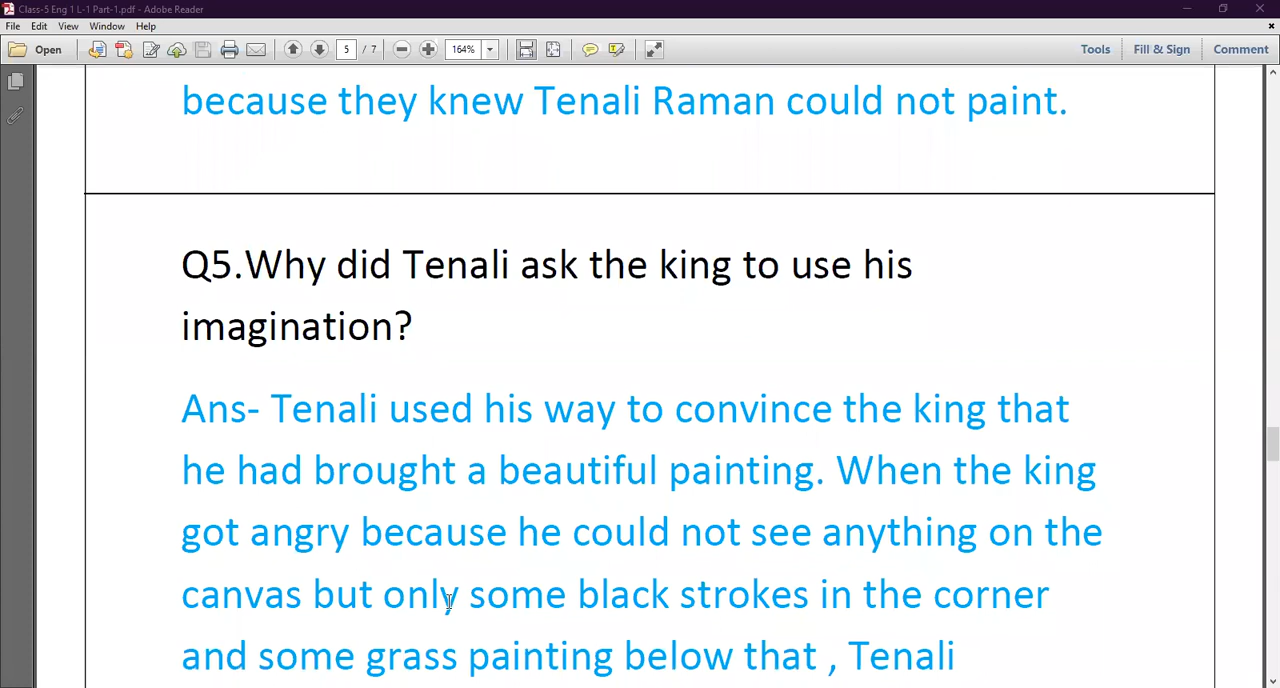 Class-5 Eng 1 L-1 Part-1.pdf - Adobe Reader
File Edit View Window Help
Open 5 / 7 164% Tools Fill & Sign Comment
because they knew Tenali Raman could not paint.
Q5.Why did Tenali ask the king to use his
imagination?
Ans- Tenali used his way to convince the king that
he had brought a beautiful painting. When the king
got angry because he could not see anything on the
canvas but only some black strokes in the corner
and some grass painting below that , Tenali